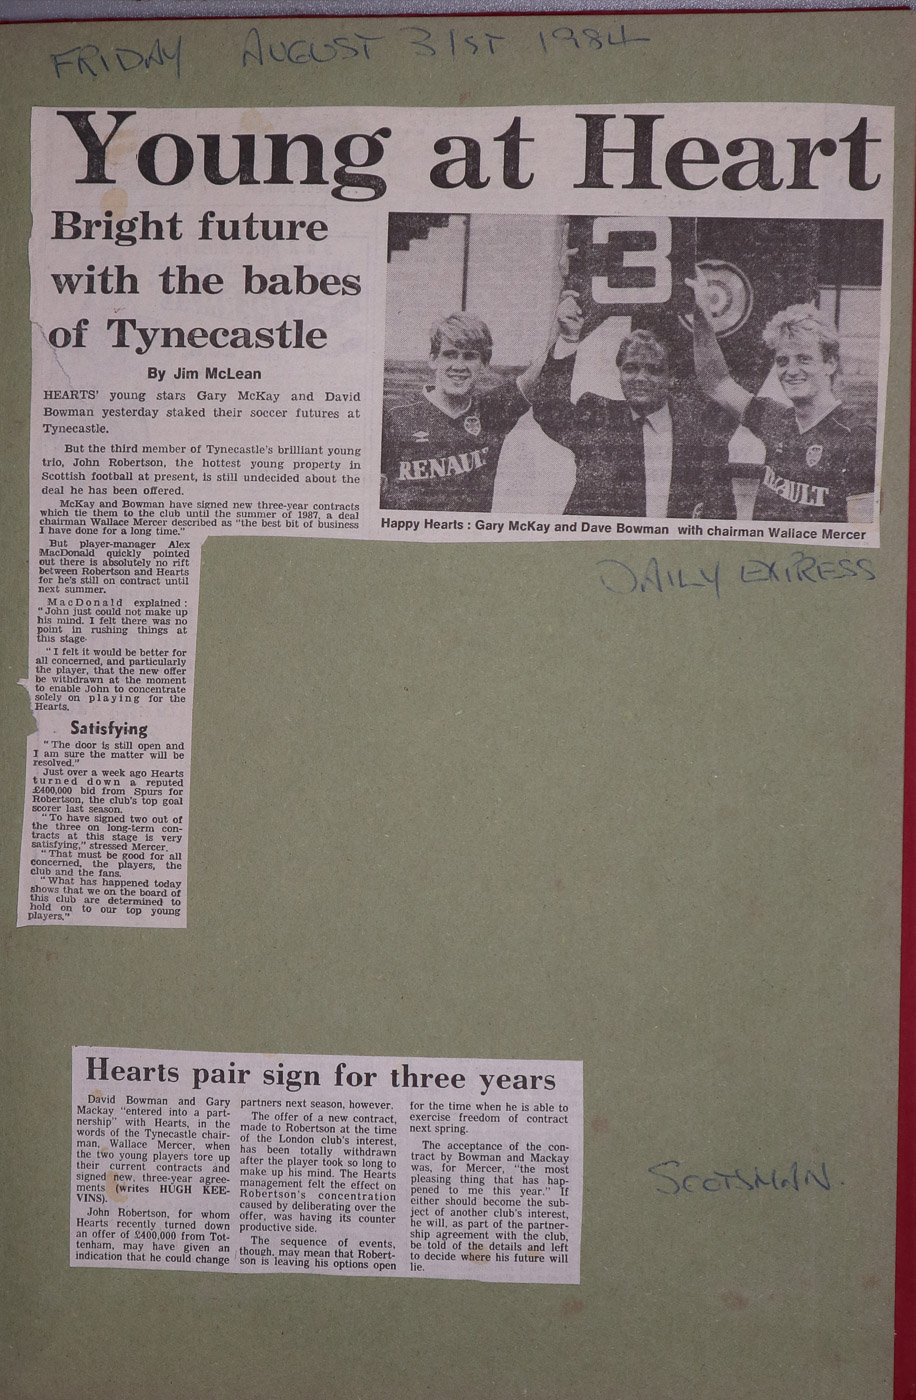 FRIDAY AUGUST 31ST 1984
Young at Heart
Bright future
with the babes
of Tynecastle
By Jim McLean
HEARTS' young stars Gary McKay and David
Bowman yesterday staked their soccer futures at
Tynecastle.
But the third member of Tynecastle's brilliant young
trio, John Robertson, the hottest young property in
Scottish football at present, is still undecided about the
deal he has been offered.
McKay and Bowman have signed new three-year contracts
which tie them to the club until the summer of 1987, a deal
chairman Wallace Mercer described as "the best bit of business
I have done for a long time."
But player-manager Alex
MacDonald quickly pointed
out there is absolutely no rift
between Robertson and Hearts
for he's still on contract until
next summer.
MacDonald explained:
"John just could not make up
his mind. I felt there was no
point in rushing things at
this stage.
"I felt it would be better for
all concerned, and particularly
the player, that the new offer
be withdrawn at the moment
to enable John to concentrate
solely on playing for the
Hearts.
Satisfying
"The door is still open and
I am sure the matter will be
resolved."
Just over a week ago Hearts
turned down a reputed
£400,000 bid from Spurs for
Robertson, the club's top goal
scorer last season.
"To have signed two out of
the three on long-term con-
tracts at this stage is very
satisfying," stressed Mercer.
"That must be good for all
concerned, the players, the
club and the fans.
"What has happened today
shows that we on the board of
this club are determined to
hold on to our top young
players."
3
RENAULT
NAULT
Happy Hearts : Gary McKay and Dave Bowman with chairman Wallace Mercer
DAILY EXPRESS
Hearts pair sign for three years
David Bowman and Gary
Mackay "entered into a part-
nership" with Hearts, in the
words of the Tynecastle chair-
man, Wallace Mercer, when
the two young players tore up
their current contracts and
signed new, three-year agree-
ments (writes HUGH KEE-
VINS).
John Robertson, for whom
Hearts recently turned down
an offer of £400,000 from Tot-
tenham, may have given an
indication that he could change
partners next season, however.
The offer of a new contract,
made to Robertson at the time
of the London club's interest,
has been totally withdrawn
after the player took so long to
make up his mind. The Hearts
management felt the effect on
Robertson's concentration
caused by deliberating over the
offer, was having its counter
productive side.
The sequence of events,
though, may mean that Robert-
son is leaving his options open
for the time when he is able to
exercise freedom of contract
next spring.
The acceptance of the con-
tract by Bowman and Mackay
was, for Mercer, "the most
pleasing thing that has hap-
pened to me this year." If
either should become the sub-
ject of another club's interest,
he will, as part of the partner-
ship agreement with the club,
be told of the details and left
to decide where his future will
lie.
SCOTSMAN.